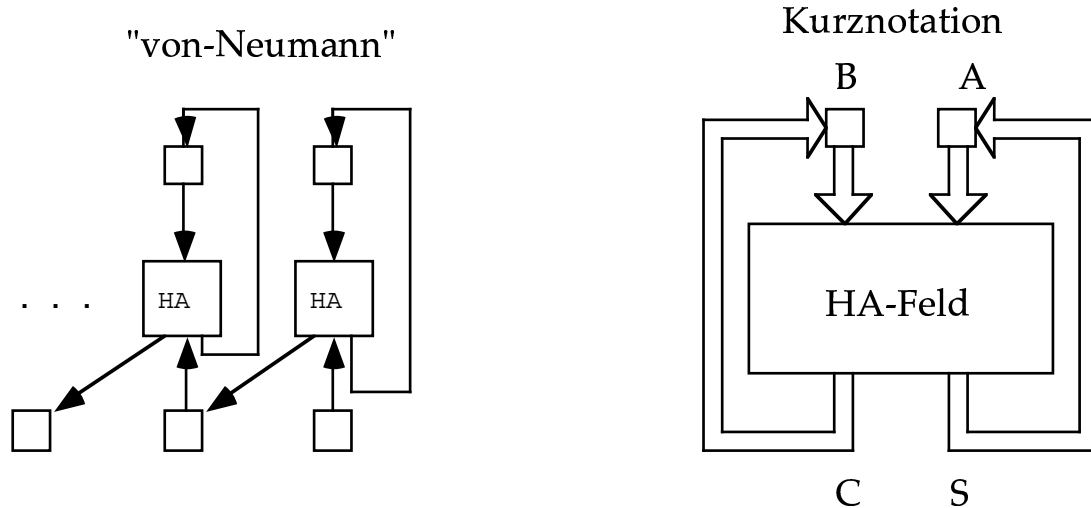 "von-Neumann"
. . .
HA
HA
Kurznotation
B A
HA-Feld
C S